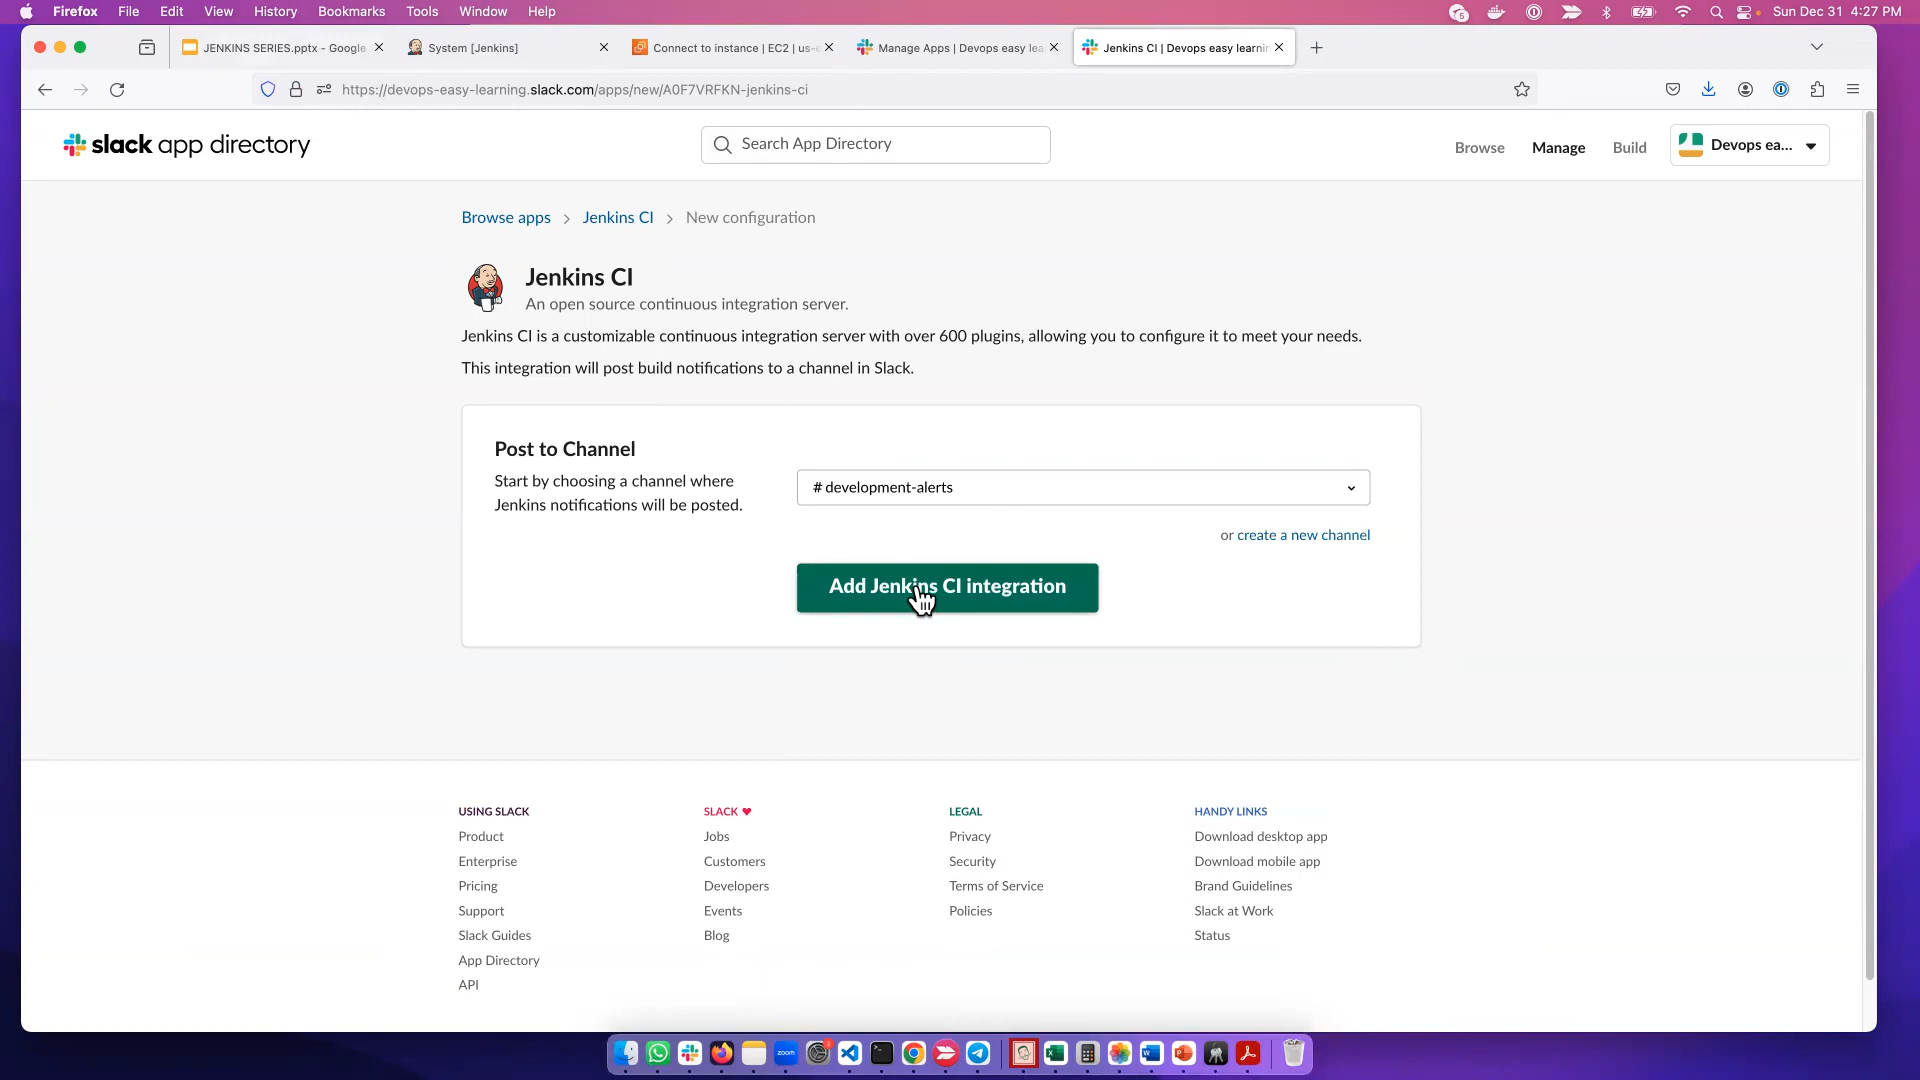 Firefox File Edit View History Bookmarks Tools Window Help
5
Sun Dec 31 4:27 PM
JENKINS SERIES.pptx - Google
System [Jenkins]
Connect to instance | EC2 | us-e
Manage Apps | Devops easy lea
Jenkins CI | Devops easy learnin
https://devops-easy-learning.slack.com/apps/new/A0F7VRFKN-jenkins-ci
slack app directory
Search App Directory
Browse Manage Build
Devops ea...
Browse apps > Jenkins CI > New configuration
Jenkins CI
An open source continuous integration server.
Jenkins CI is a customizable continuous integration server with over 600 plugins, allowing you to configure it to meet your needs.
This integration will post build notifications to a channel in Slack.
Post to Channel
Start by choosing a channel where
Jenkins notifications will be posted.
# development-alerts
or create a new channel
Add Jenkins CI integration
USING SLACK
Product
Enterprise
Pricing
Support
Slack Guides
App Directory
API
SLACK ♥
Jobs
Customers
Developers
Events
Blog
LEGAL
Privacy
Security
Terms of Service
Policies
HANDY LINKS
Download desktop app
Download mobile app
Brand Guidelines
Slack at Work
Status
zoom
2